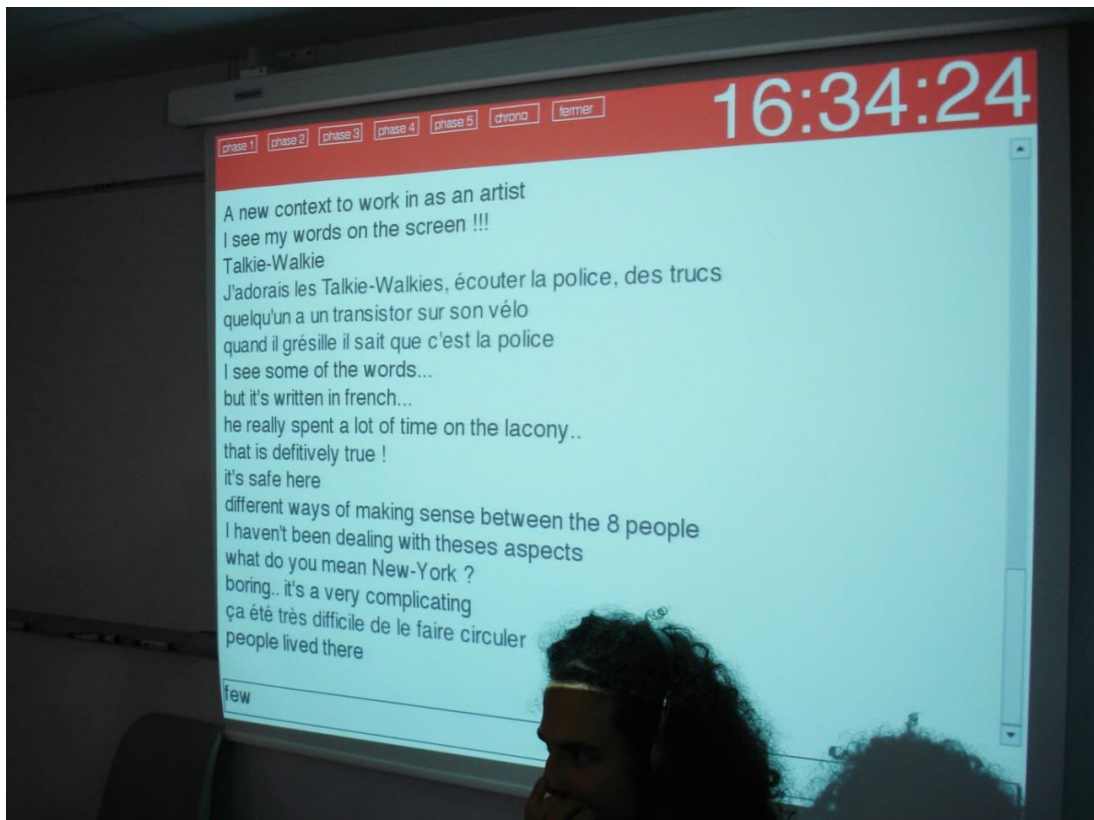 phase 1 phase 2 phase 3 phase 4 phase 5 chrono fermer 16:34:24
A new context to work in as an artist
I see my words on the screen !!!
Talkie-Walkie
J'adorais les Talkie-Walkies, écouter la police, des trucs
quelqu'un a un transistor sur son vélo
quand il grésille il sait que c'est la police
I see some of the words...
but it's written in french...
he really spent a lot of time on the lacony..
that is defitively true !
it's safe here
different ways of making sense between the 8 people
I haven't been dealing with theses aspects
what do you mean New-York ?
boring.. it's a very complicating
ça été très difficile de le faire circuler
people lived there
few